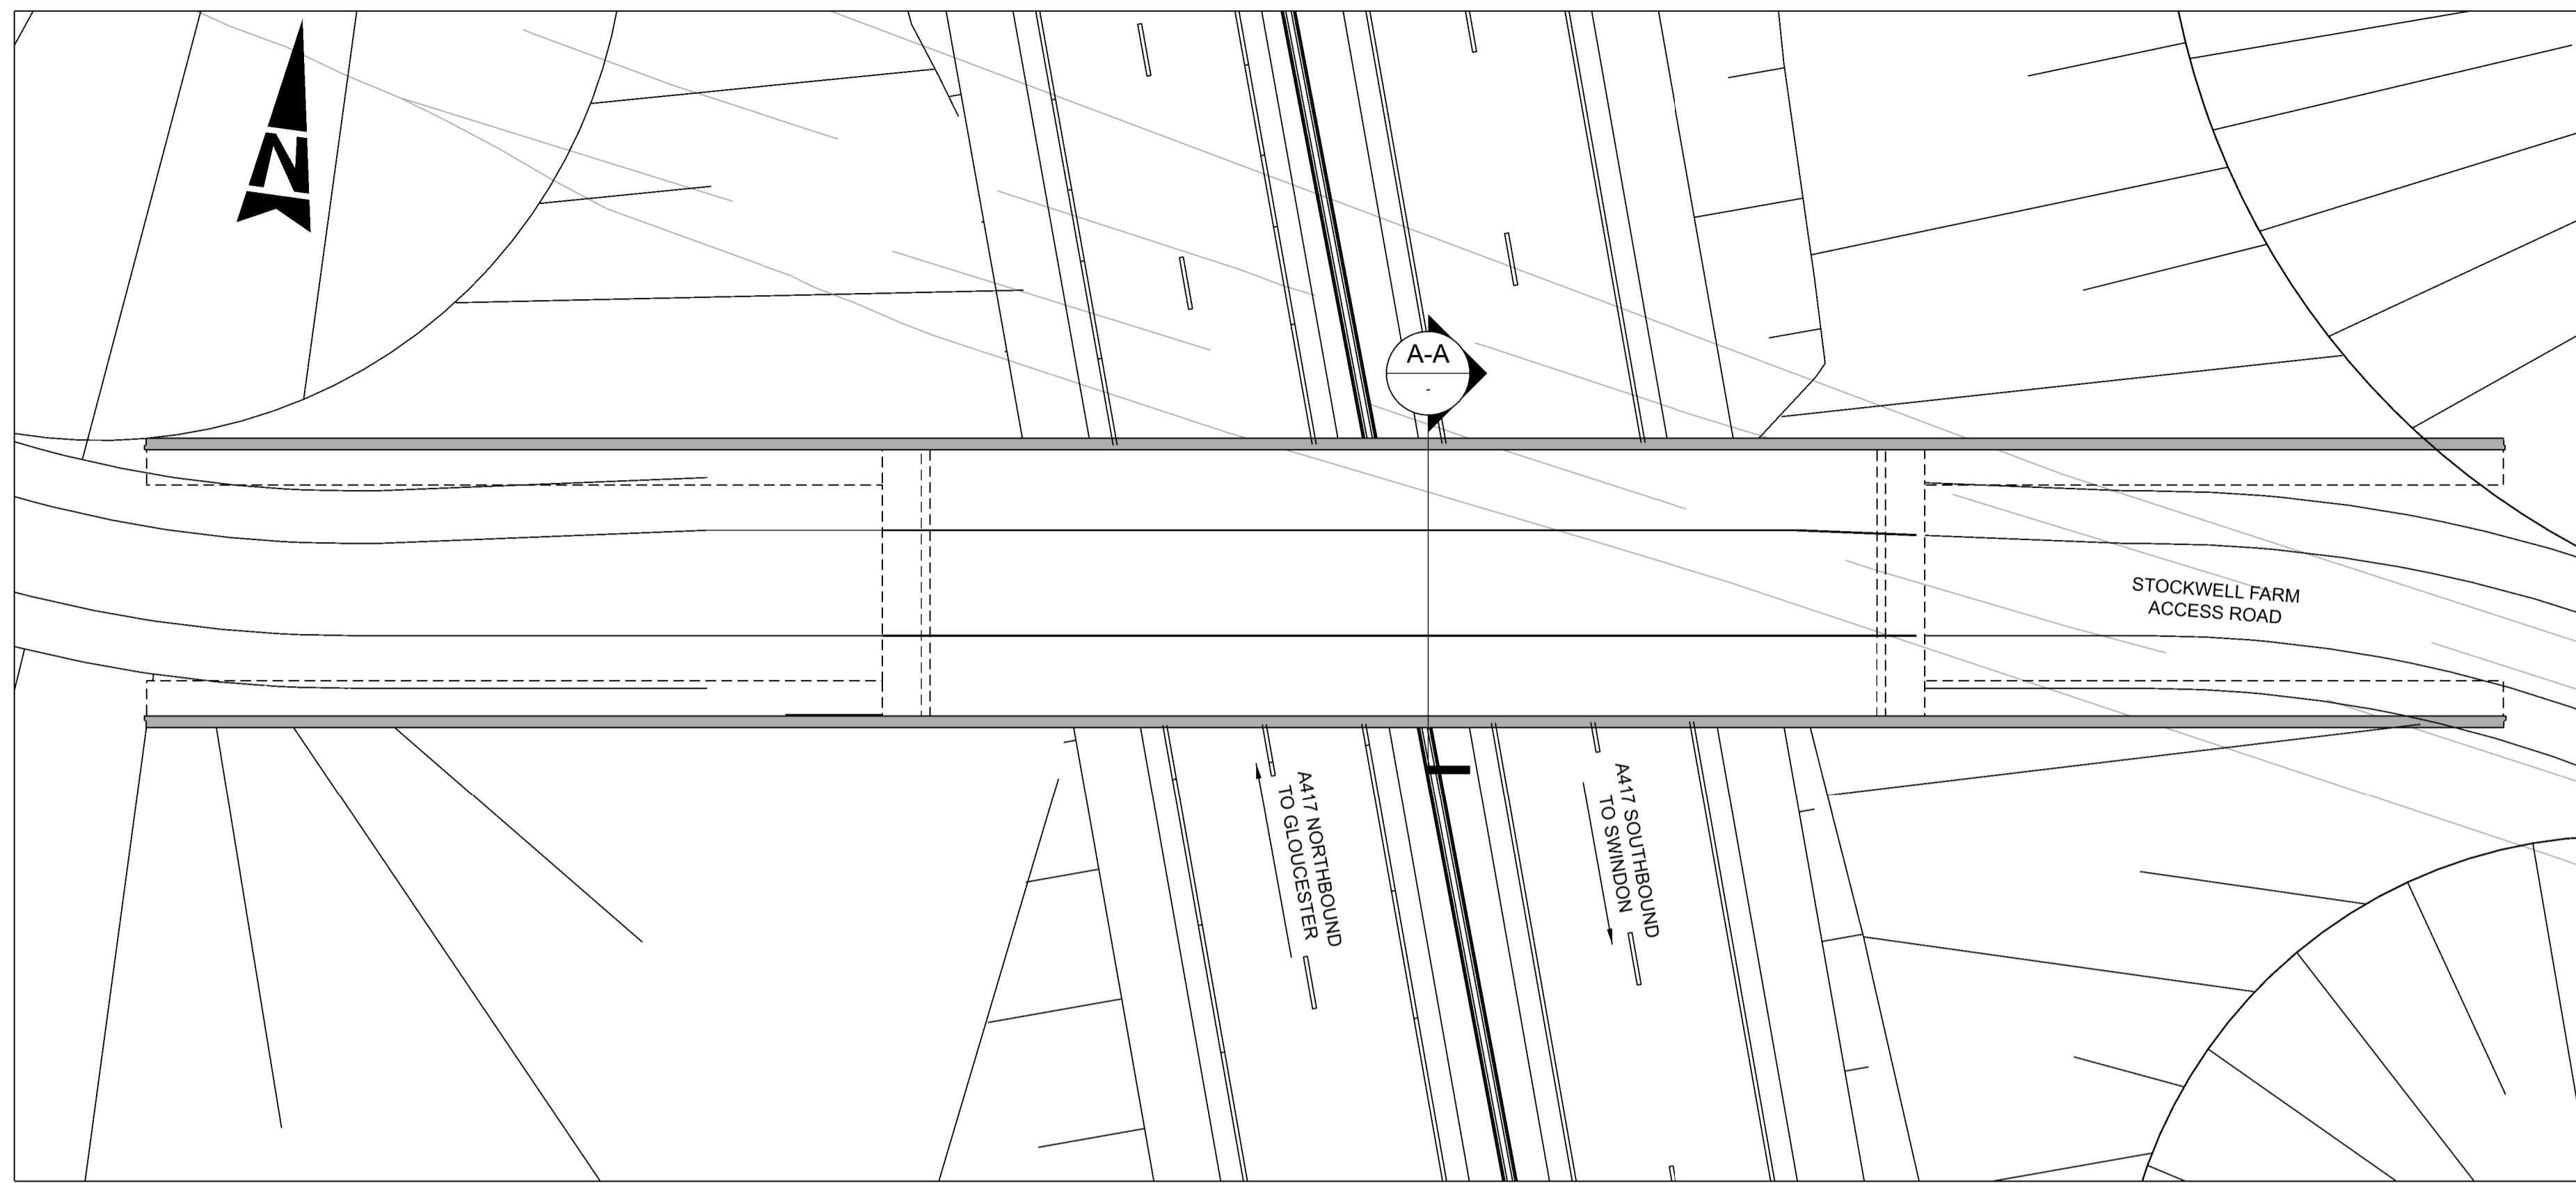 N
A-A
-
STOCKWELL FARM
ACCESS ROAD
A417 NORTHBOUND
TO GLOUCESTER
A417 SOUTHBOUND
TO SWINDON